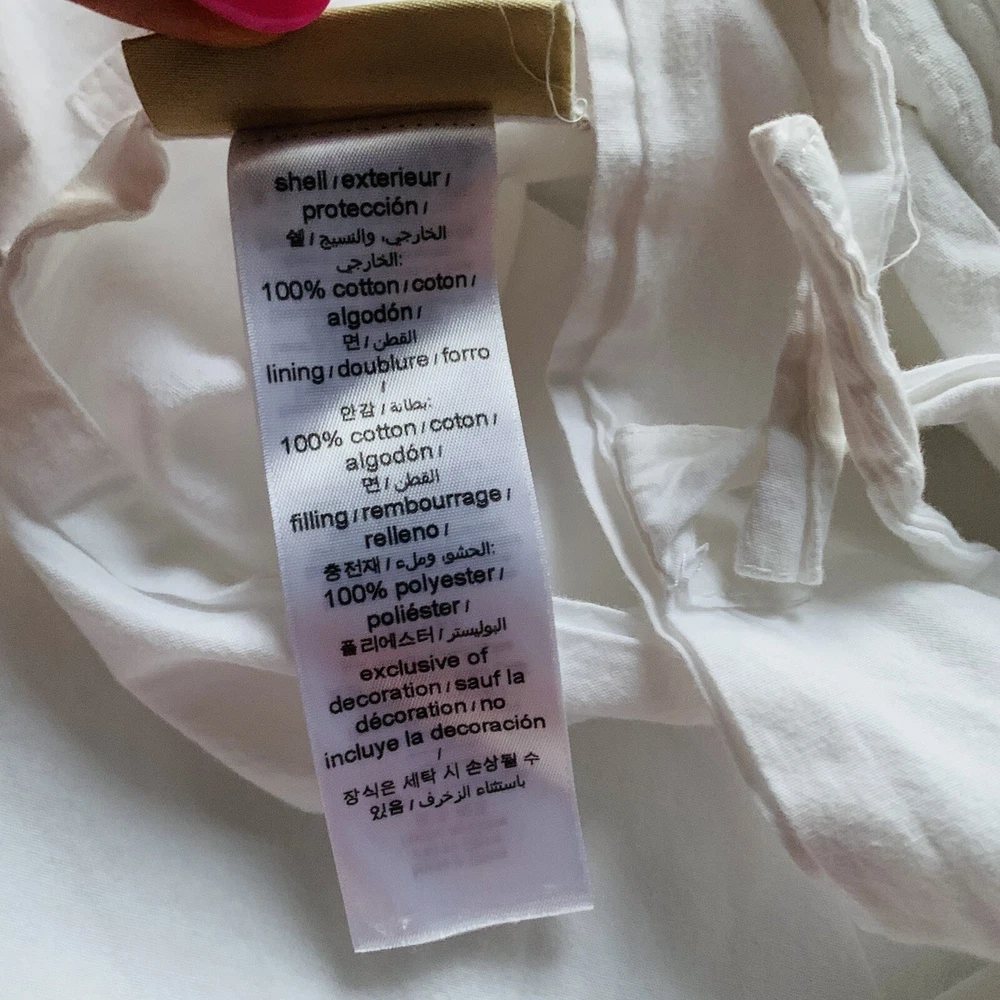 shell / exterieur /
protección /
쉘 / الخارجي، والنسيج
الخارجي:
100% cotton / coton /
algodón /
면 / القطن
lining / doublure / forro
/
안감 / بطانة:
100% cotton / coton /
algodón /
면 / القطن
filling / rembourrage /
relleno /
충전재 / الحشو وملء:
100% polyester /
poliéster /
폴리에스터 / البوليستر
exclusive of
decoration / sauf la
décoration / no
incluye la decoración
/
장식은 세탁 시 손상될 수
있음 / باستثناء الزخرف